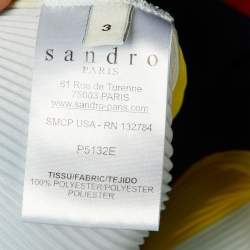 3
sandro
PARIS
61 Rue de Turenne
75003 PARIS
www.sandro-paris.com
SMCP USA - RN 132784
P5132E
TISSU/FABRIC/TEJIDO
100% POLYESTER/POLYESTER
POLIESTER